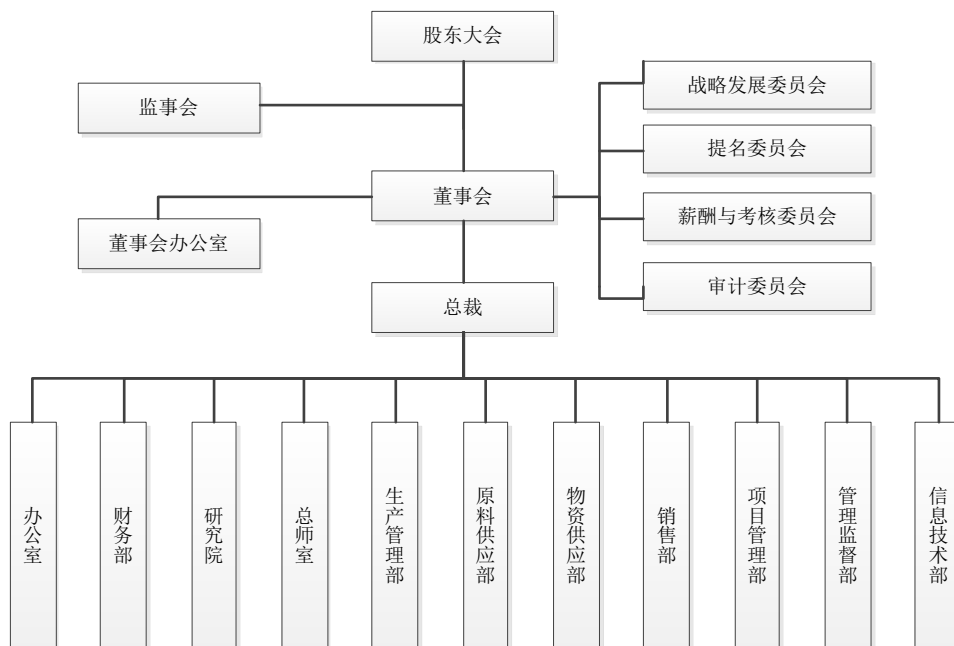 股东大会
监事会
战略发展委员会
提名委员会
董事会
薪酬与考核委员会
董事会办公室
审计委员会
总裁
办公室
财务部
研究院
总师室
生产管理部
原料供应部
物资供应部
销售部
项目管理部
管理监督部
信息技术部